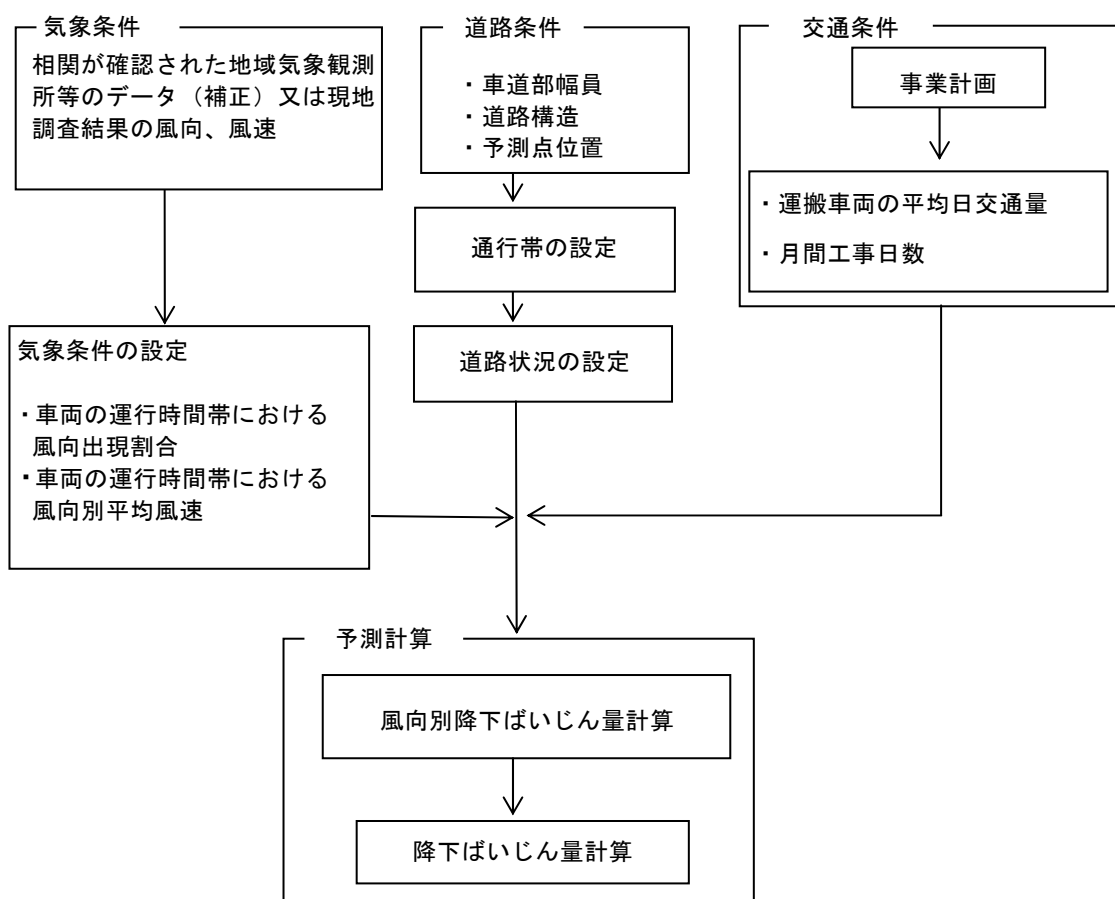 気象条件
相関が確認された地域気象観測
所等のデータ（補正）又は現地
調査結果の風向、風速
道路条件
・車道部幅員
・道路構造
・予測点位置
交通条件
事業計画
・運搬車両の平均日交通量
・月間工事日数
通行帯の設定
道路状況の設定
気象条件の設定
・車両の運行時間帯における
風向出現割合
・車両の運行時間帯における
風向別平均風速
予測計算
風向別降下ばいじん量計算
降下ばいじん量計算